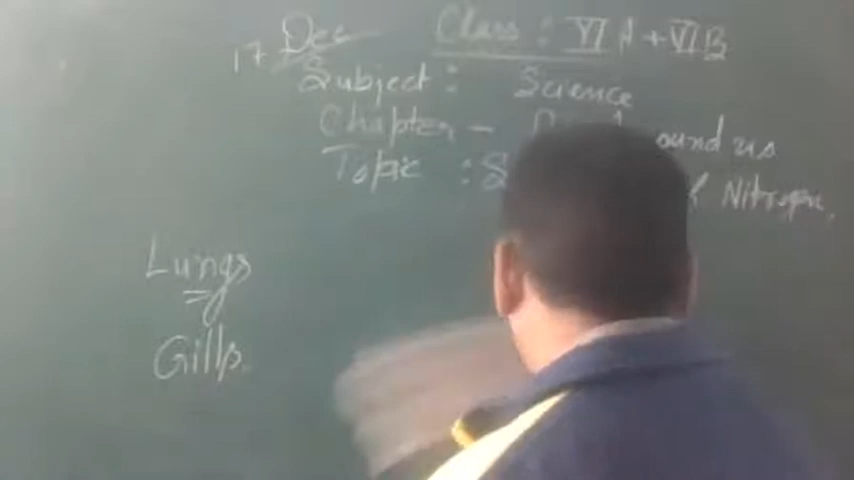 17 Dec Class : VI A + VI B
Subject : Science
Chapter - ound us
Topic : Nitrogen,
Lungs
Gills